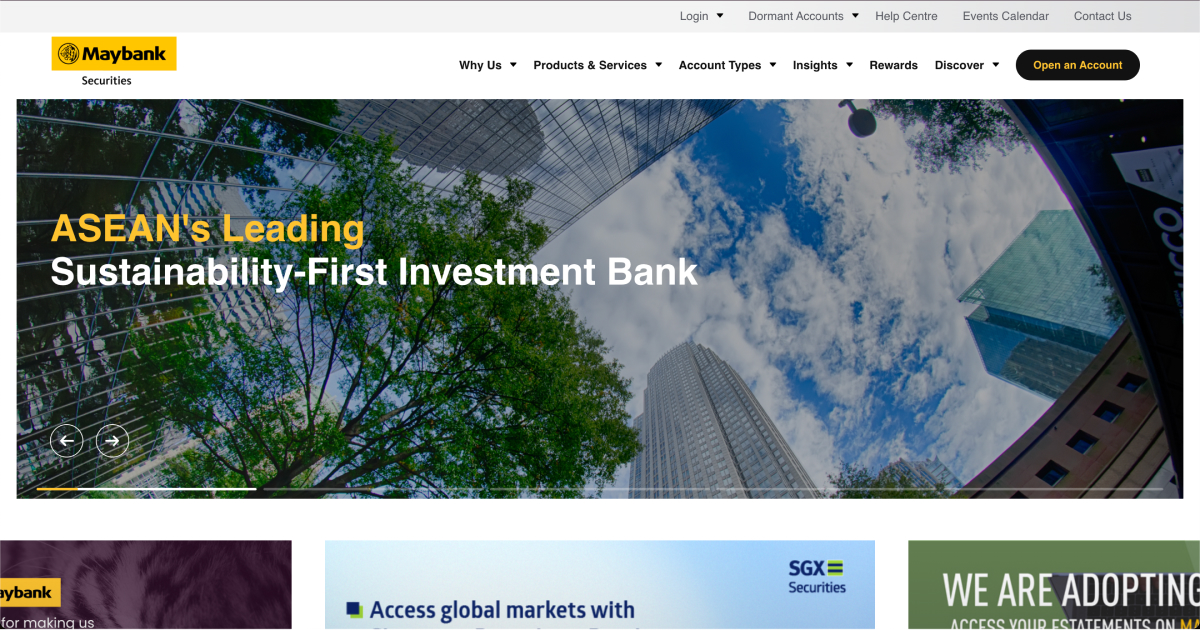 Login
Dormant Accounts
Help Centre
Events Calendar
Contact Us
Maybank
Securities
Why Us
Products & Services
Account Types
Insights
Rewards
Discover
Open an Account
ASEAN's Leading
Sustainability-First Investment Bank
aybank
for making us
SGX
Securities
Access global markets with
WE ARE ADOPTING
ACCESS YOUR ESTATEMENTS ON MA